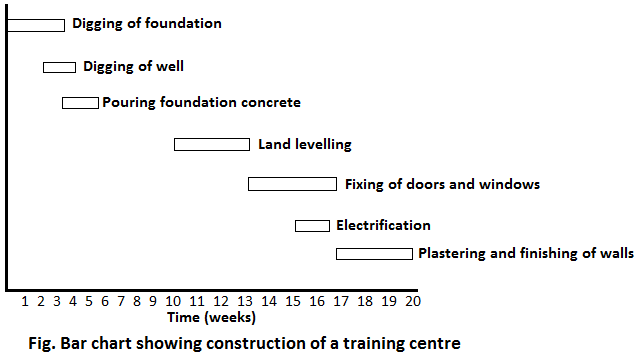 Digging of foundation
Digging of well
Pouring foundation concrete
Land levelling
Fixing of doors and windows
Electrification
Plastering and finishing of walls
1 2 3 4 5 6 7 8 9 10 11 12 13 14 15 16 17 18 19 20
Time (weeks)
Fig. Bar chart showing construction of a training centre